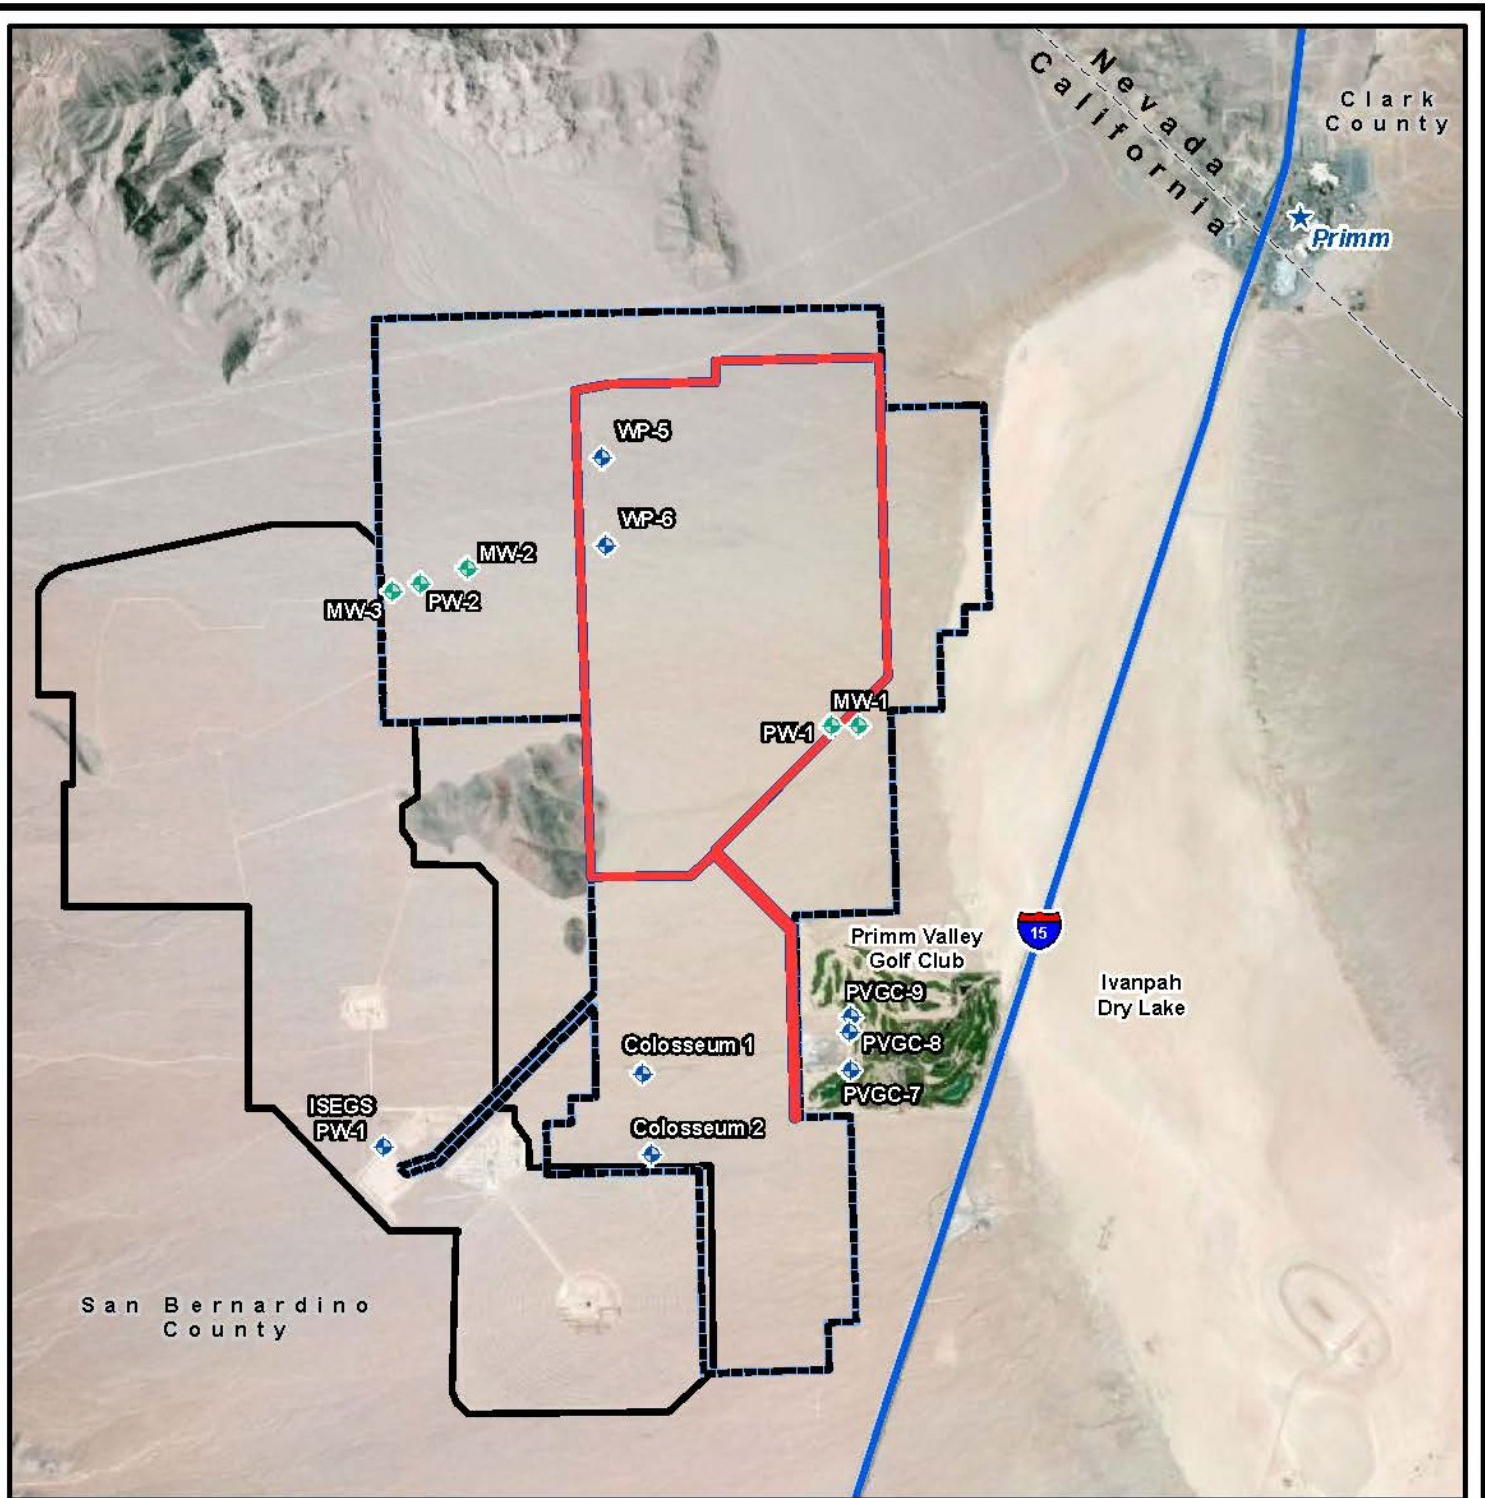 Nevada
California
Clark
County
Primm
WP-5
WP-6
MW-2
MW-3
PW-2
MW-1
PW-1
Primm Valley
Golf Club
15
Ivanpah
Dry Lake
PVGC-9
PVGC-8
PVGC-7
Colosseum 1
Colosseum 2
ISEGS
PW-1
San Bernardino
County